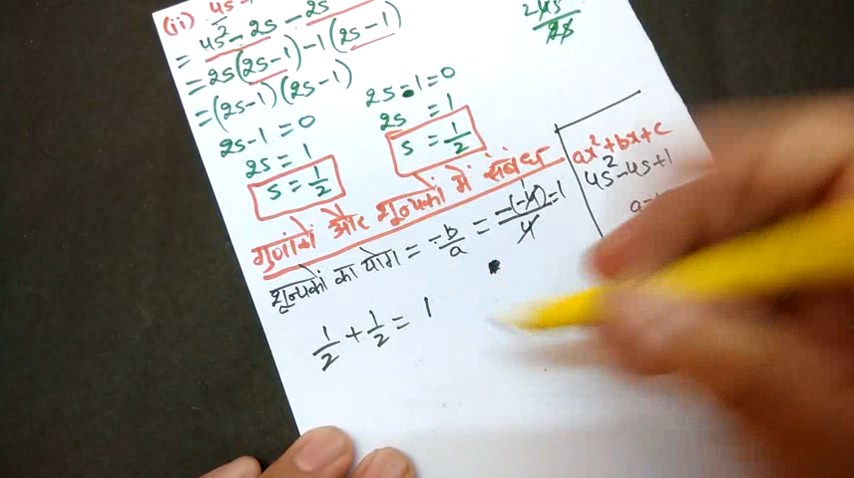 (ii) 4s
= 4s² - 2s - 2s
= 2s(2s-1) -1(2s-1)
= (2s-1)(2s-1)
2s-1=0
2s = 1
s = 1/2
2s-1=0
2s = 1
s = 1/2
गुणांकों और शून्यकों में संबंध
शून्यकों का योग = -b/a = -(-4)/4 = 1
1/2 + 1/2 = 1
ax²+bx+c
4s²-4s+1